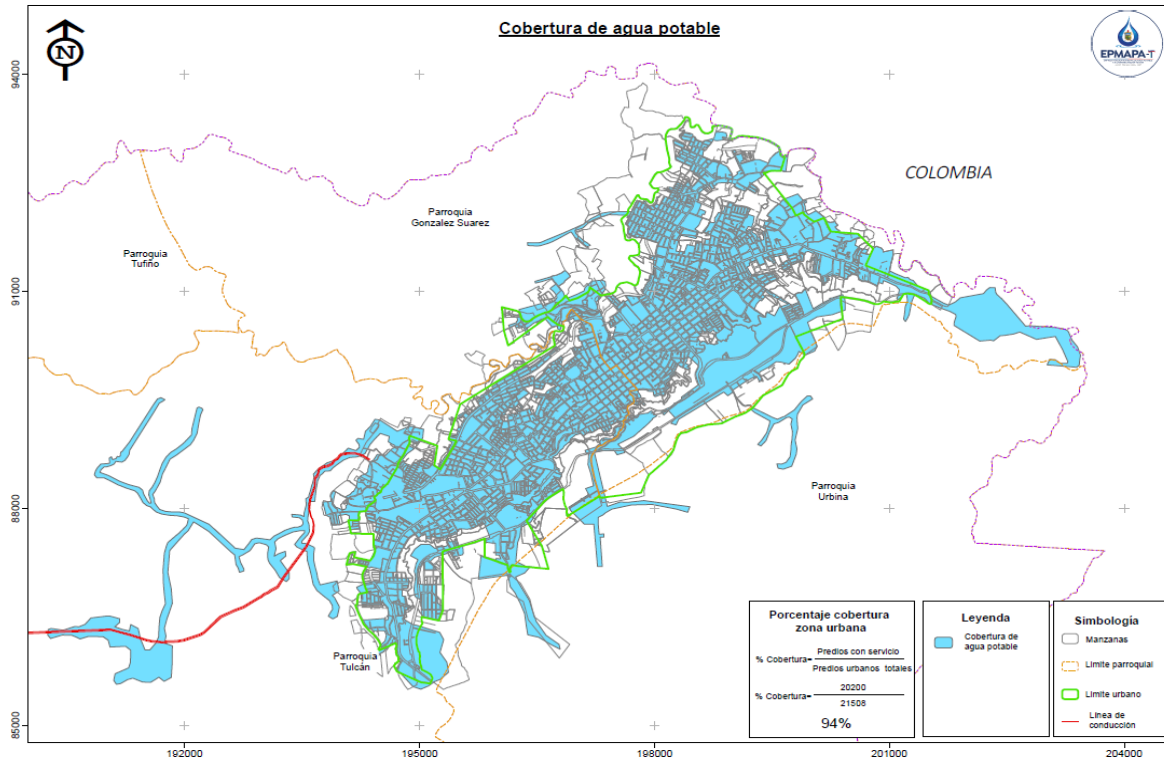 Cobertura de agua potable
N
EPMAPA-T
94000
91000
88000
85000
COLOMBIA
Parroquia
Gonzalez Suarez
Parroquia
Tufiño
Parroquia
Urbina
Parroquia
Tulcán
Porcentaje cobertura
zona urbana
% Cobertura= Predios con servicio
Predios urbanos totales
% Cobertura= 20200
21508
94%
Leyenda
Cobertura de
agua potable
Simbología
Manzanas
Límite parroquial
Límite urbano
Línea de
conducción
192000
195000
198000
201000
204000